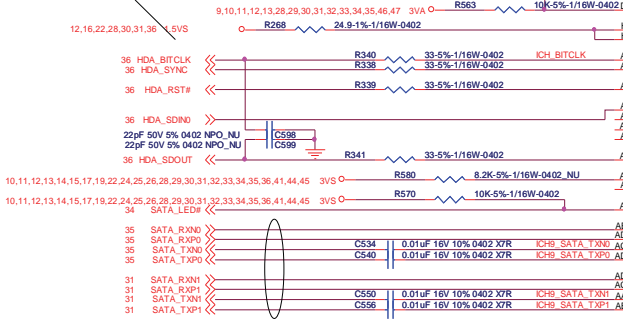 R563 10K-5%-1/16W-0402
9,10,11,12,13,28,29,30,31,32,33,34,35,46,47 3VA
R268 24.9-1%-1/16W-0402
12,16,22,28,30,31,36 1.5VS
36 HDA_BITCLK R340 33-5%-1/16W-0402 ICH_BITCLK
36 HDA_SYNC R338 33-5%-1/16W-0402
36 HDA_RST# R339 33-5%-1/16W-0402
36 HDA_SDIN0
22pF 50V 5% 0402 NPO_NU C598
22pF 50V 5% 0402 NPO_NU C599
36 HDA_SDOUT R341 33-5%-1/16W-0402
10,11,12,13,14,15,17,19,22,24,25,26,28,29,30,31,32,33,34,35,36,41,44,45 3VS R580 8.2K-5%-1/16W-0402_NU
10,11,12,13,14,15,17,19,22,24,25,26,28,29,30,31,32,33,34,35,36,41,44,45 3VS R570 10K-5%-1/16W-0402
34 SATA_LED#
35 SATA_RXN0
35 SATA_RXP0
35 SATA_TXN0 C534 0.01uF 16V 10% 0402 X7R ICH9_SATA_TXN0
35 SATA_TXP0 C540 0.01uF 16V 10% 0402 X7R ICH9_SATA_TXP0
31 SATA_RXN1
31 SATA_RXP1
31 SATA_TXN1 C550 0.01uF 16V 10% 0402 X7R ICH9_SATA_TXN1
31 SATA_TXP1 C556 0.01uF 16V 10% 0402 X7R ICH9_SATA_TXP1